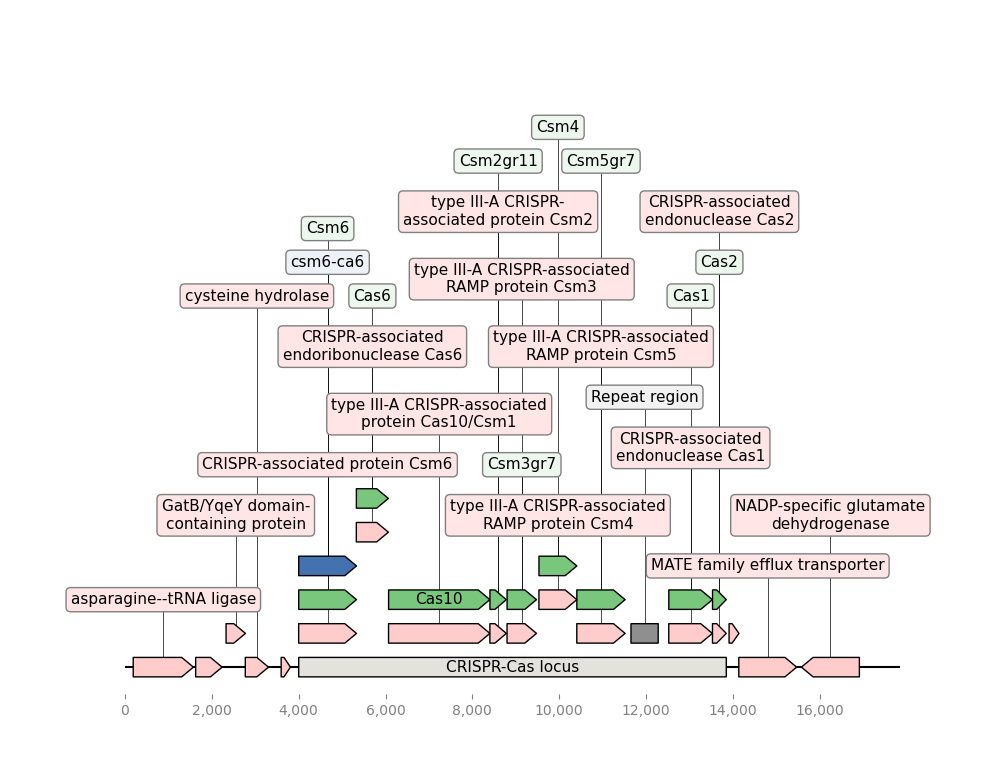 Csm4
Csm2gr11
Csm5gr7
type III-A CRISPR-
associated protein Csm2
CRISPR-associated
endonuclease Cas2
Csm6
csm6-ca6
Cas2
type III-A CRISPR-associated
RAMP protein Csm3
cysteine hydrolase
Cas6
Cas1
CRISPR-associated
endoribonuclease Cas6
type III-A CRISPR-associated
RAMP protein Csm5
Repeat region
type III-A CRISPR-associated
protein Cas10/Csm1
CRISPR-associated
endonuclease Cas1
CRISPR-associated protein Csm6
Csm3gr7
GatB/YqeY domain-
containing protein
type III-A CRISPR-associated
RAMP protein Csm4
NADP-specific glutamate
dehydrogenase
MATE family efflux transporter
asparagine--tRNA ligase
Cas10
CRISPR-Cas locus
0
2,000
4,000
6,000
8,000
10,000
12,000
14,000
16,000